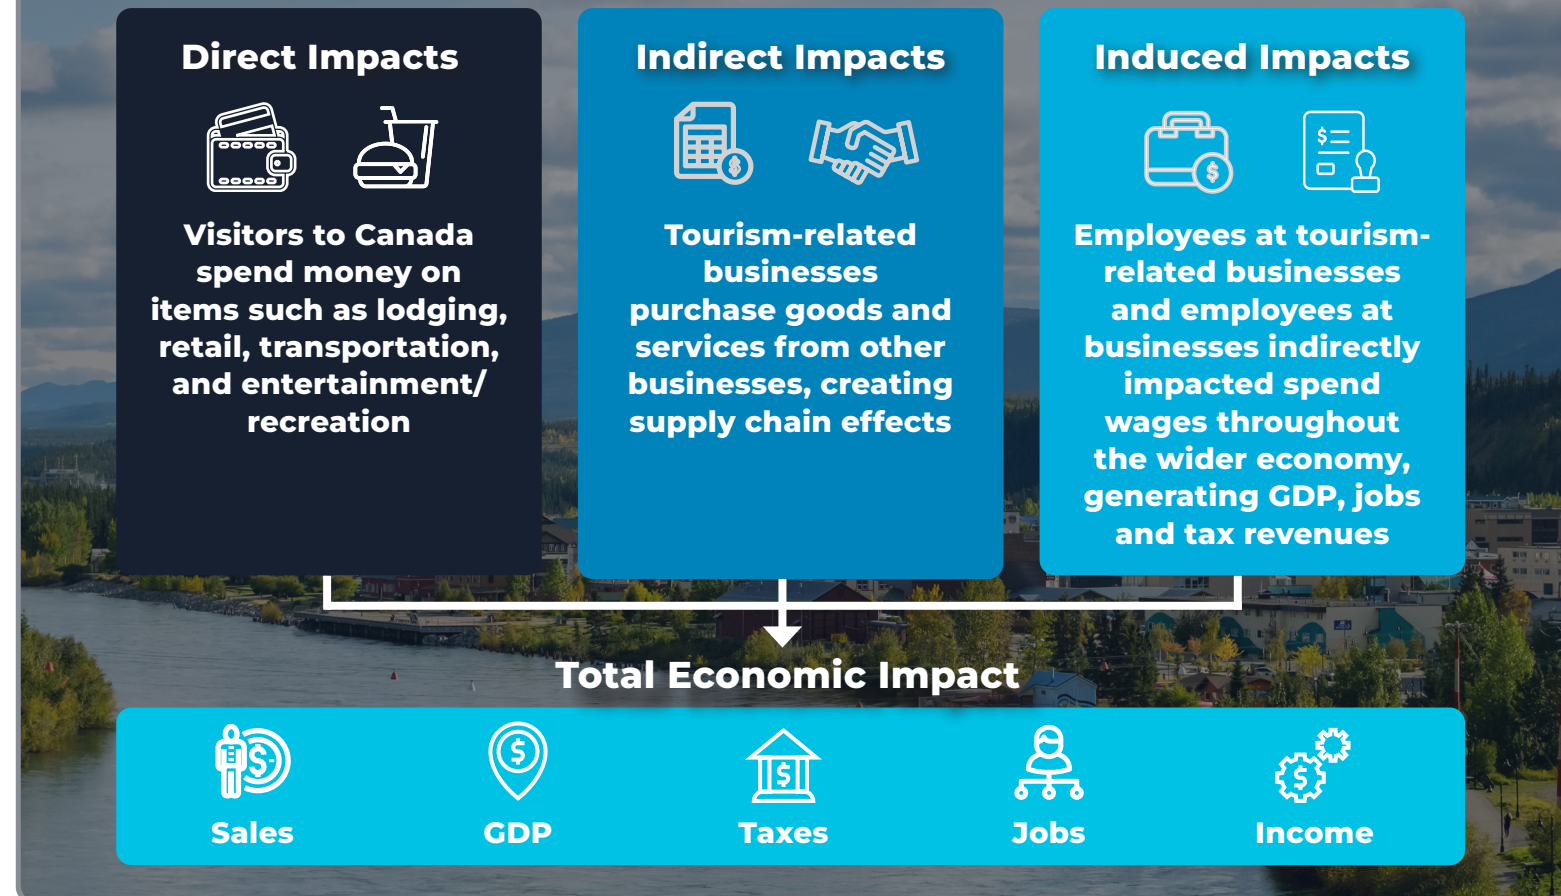 Direct Impacts
Visitors to Canada
spend money on
items such as lodging,
retail, transportation,
and entertainment/
recreation
Indirect Impacts
Tourism-related
businesses
purchase goods and
services from other
businesses, creating
supply chain effects
Induced Impacts
Employees at tourism-
related businesses
and employees at
businesses indirectly
impacted spend
wages throughout
the wider economy,
generating GDP, jobs
and tax revenues
Total Economic Impact
Sales
GDP
Taxes
Jobs
Income